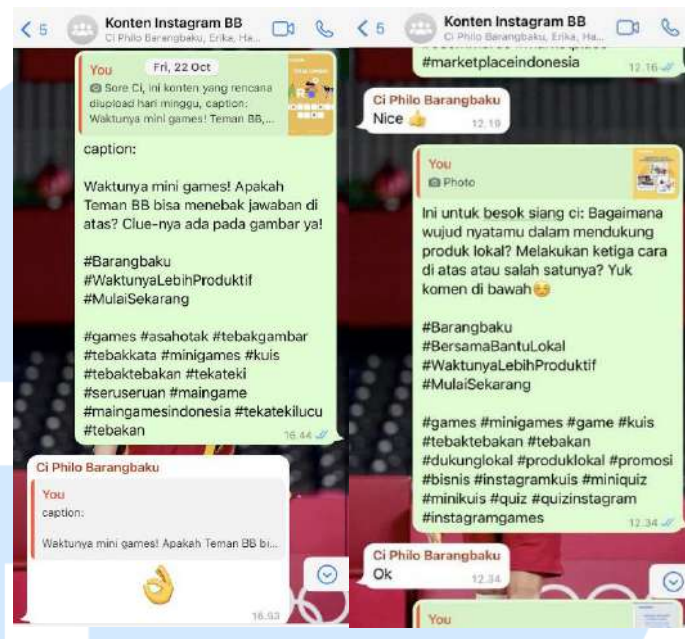 < 5
Konten Instagram BB
Ci Philo Barangbaku, Erika, Ha...
Fri, 22 Oct
You
Sore Ci, ini konten yang rencana
diupload hari minggu, caption:
Waktunya mini games! Teman BB,...
caption:
Waktunya mini games! Apakah
Teman BB bisa menebak jawaban di
atas? Clue-nya ada pada gambar ya!
#Barangbaku
#WaktunyaLebihProduktif
#MulaiSekarang
#games #asahotak #tebakgambar
#tebakkata #minigames #kuis
#tebaktebakan #tekateki
#seruseruan #maingame
#maingamesindonesia #tekatekilucu
#tebakan
16.44
Ci Philo Barangbaku
You
caption:
Waktunya mini games! Apakah Teman BB bi...
👌
16.53
< 5
Konten Instagram BB
Ci Philo Barangbaku, Erika, Ha...
#marketplaceindonesia
12.16
Ci Philo Barangbaku
Nice 👍
12.19
You
Photo
Ini untuk besok siang ci: Bagaimana
wujud nyatamu dalam mendukung
produk lokal? Melakukan ketiga cara
di atas atau salah satunya? Yuk
komen di bawah☺️
#Barangbaku
#BersamaBantuLokal
#WaktunyaLebihProduktif
#MulaiSekarang
#games #minigames #game #kuis
#tebaktebakan #tebakan
#dukunglokal #produklokal #promosi
#bisnis #instagramkuis #miniquiz
#minikuis #quiz #quizinstagram
#instagramgames
12.34
Ci Philo Barangbaku
Ok
12.34
You